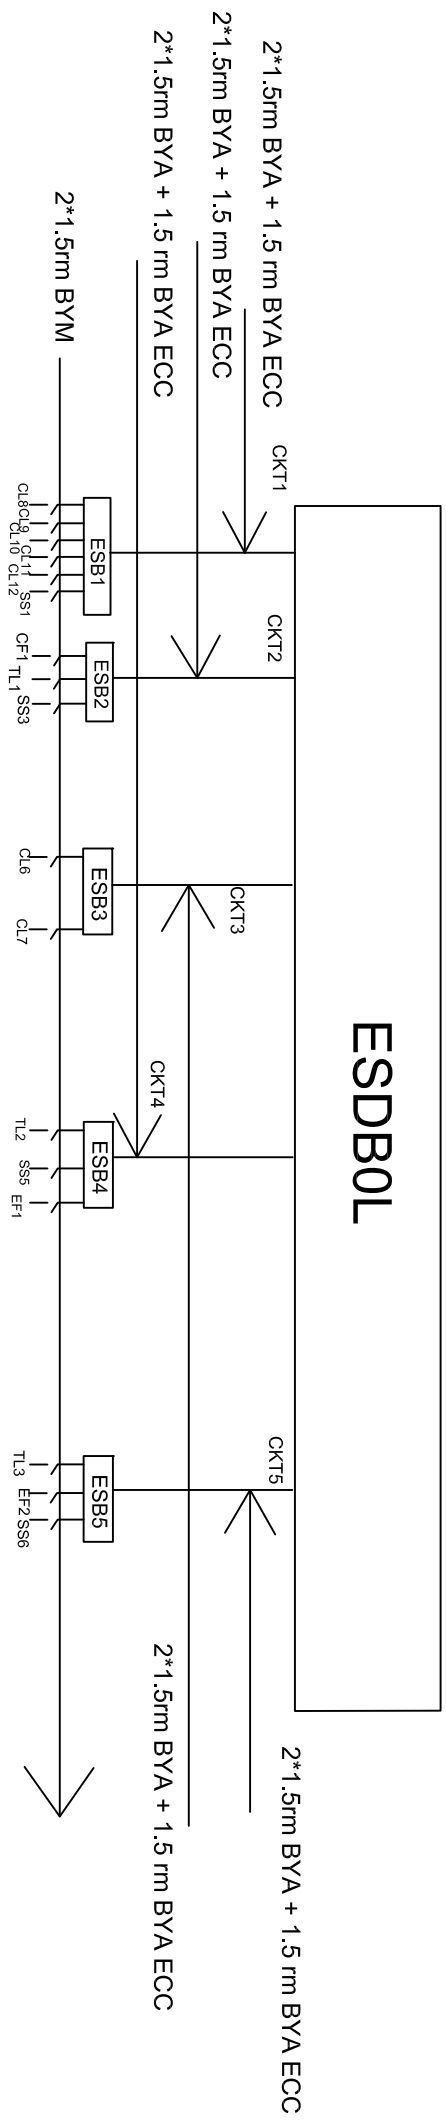 ESDB0L
2*1.5rm BYA + 1.5 rm BYA ECC
2*1.5rm BYA + 1.5 rm BYA ECC
2*1.5rm BYA + 1.5 rm BYA ECC
2*1.5rm BYA + 1.5 rm BYA ECC
2*1.5rm BYA + 1.5 rm BYA ECC
CKT1
CKT2
CKT3
CKT4
CKT5
2*1.5rm BYM
ESB1
ESB2
ESB3
ESB4
ESB5
CL8
CL9
CL10
CL11
CL12
SS1
CF1
TL1
SS3
CL6
CL7
TL2
SS5
EF1
TL3
EF2
SS6